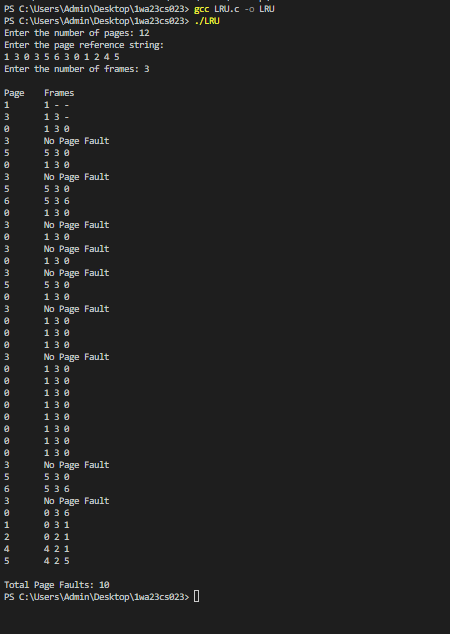 PS C:\Users\Admin\Desktop\1wa23cs023> gcc LRU.c -o LRU
PS C:\Users\Admin\Desktop\1wa23cs023> ./LRU
Enter the number of pages: 12
Enter the page reference string:
1 3 0 3 5 6 3 0 1 2 4 5
Enter the number of frames: 3
Page    Frames
1       1 - -
3       1 3 -
0       1 3 0
3       No Page Fault
5       5 3 0
0       1 3 0
3       No Page Fault
5       5 3 0
6       5 3 6
0       1 3 0
3       No Page Fault
0       1 3 0
3       No Page Fault
0       1 3 0
3       No Page Fault
5       5 3 0
0       1 3 0
3       No Page Fault
0       1 3 0
0       1 3 0
0       1 3 0
3       No Page Fault
0       1 3 0
0       1 3 0
0       1 3 0
0       1 3 0
0       1 3 0
0       1 3 0
0       1 3 0
0       1 3 0
3       No Page Fault
5       5 3 0
6       5 3 6
3       No Page Fault
0       0 3 6
1       0 3 1
2       0 2 1
4       4 2 1
5       4 2 5
Total Page Faults: 10
PS C:\Users\Admin\Desktop\1wa23cs023>